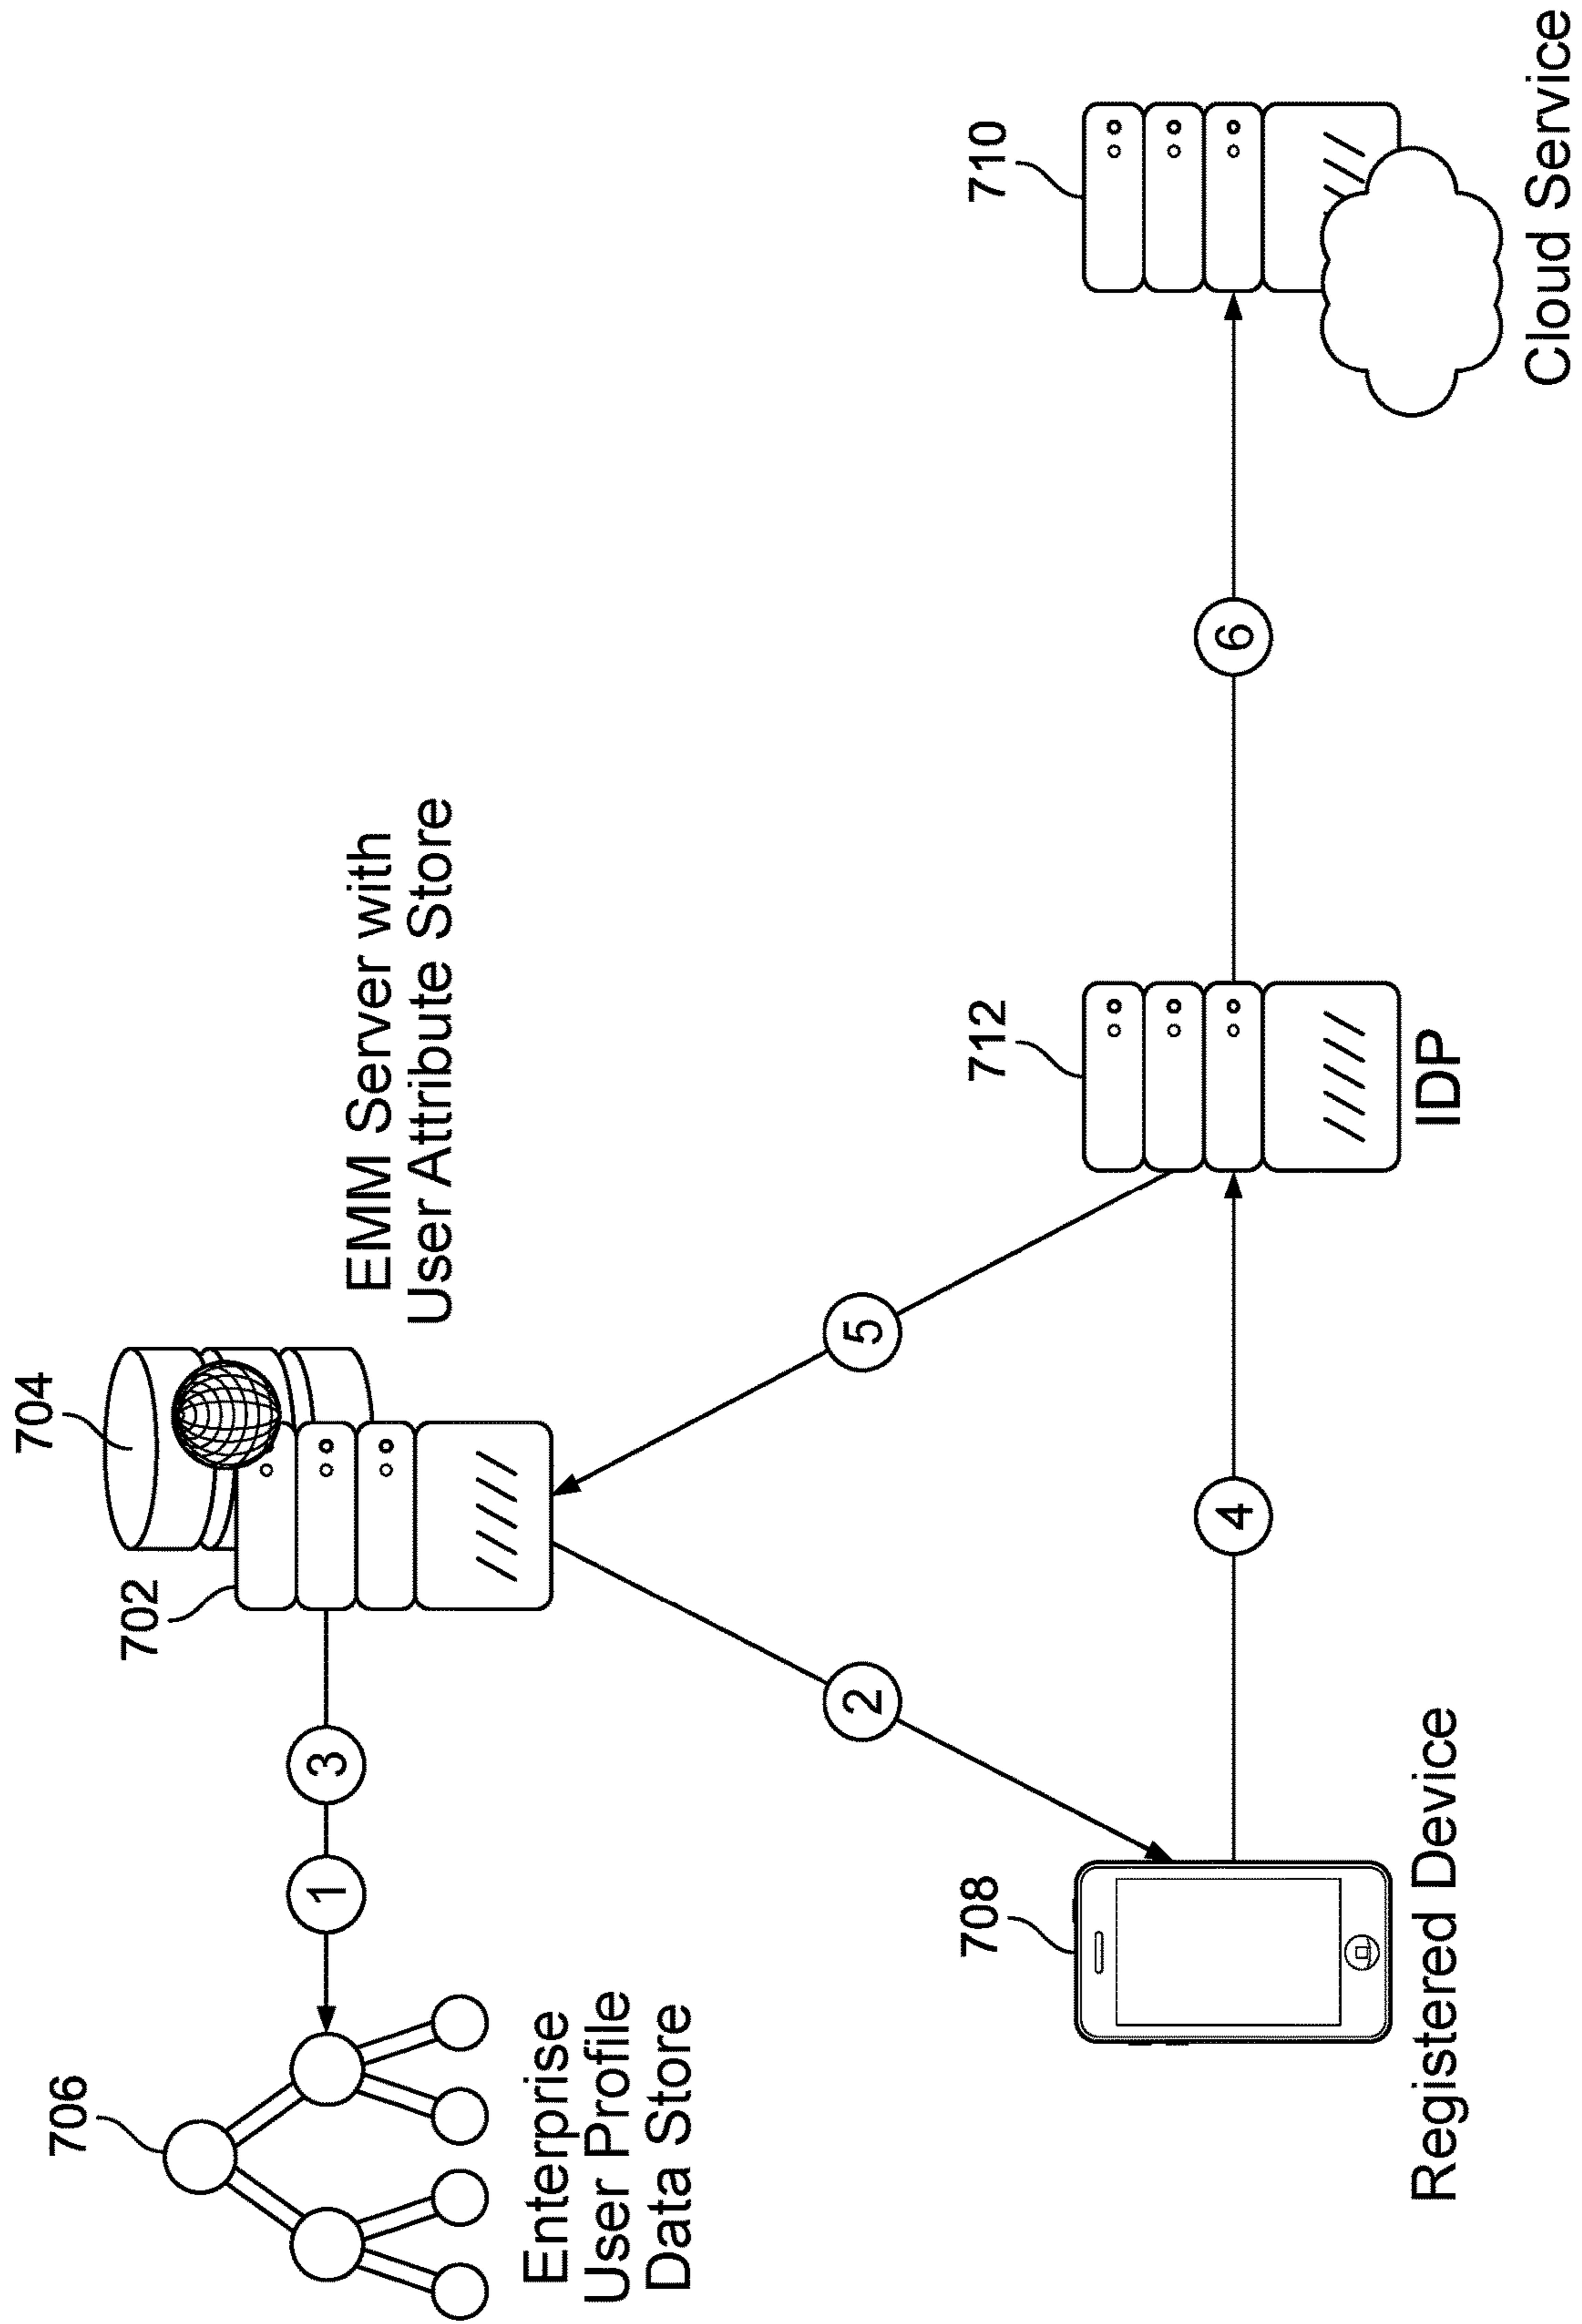 704
702
EMM Server with
User Attribute Store
706
3
1
Enterprise
User Profile
Data Store
5
2
710
712
708
6
4
Cloud Service
IDP
Registered Device